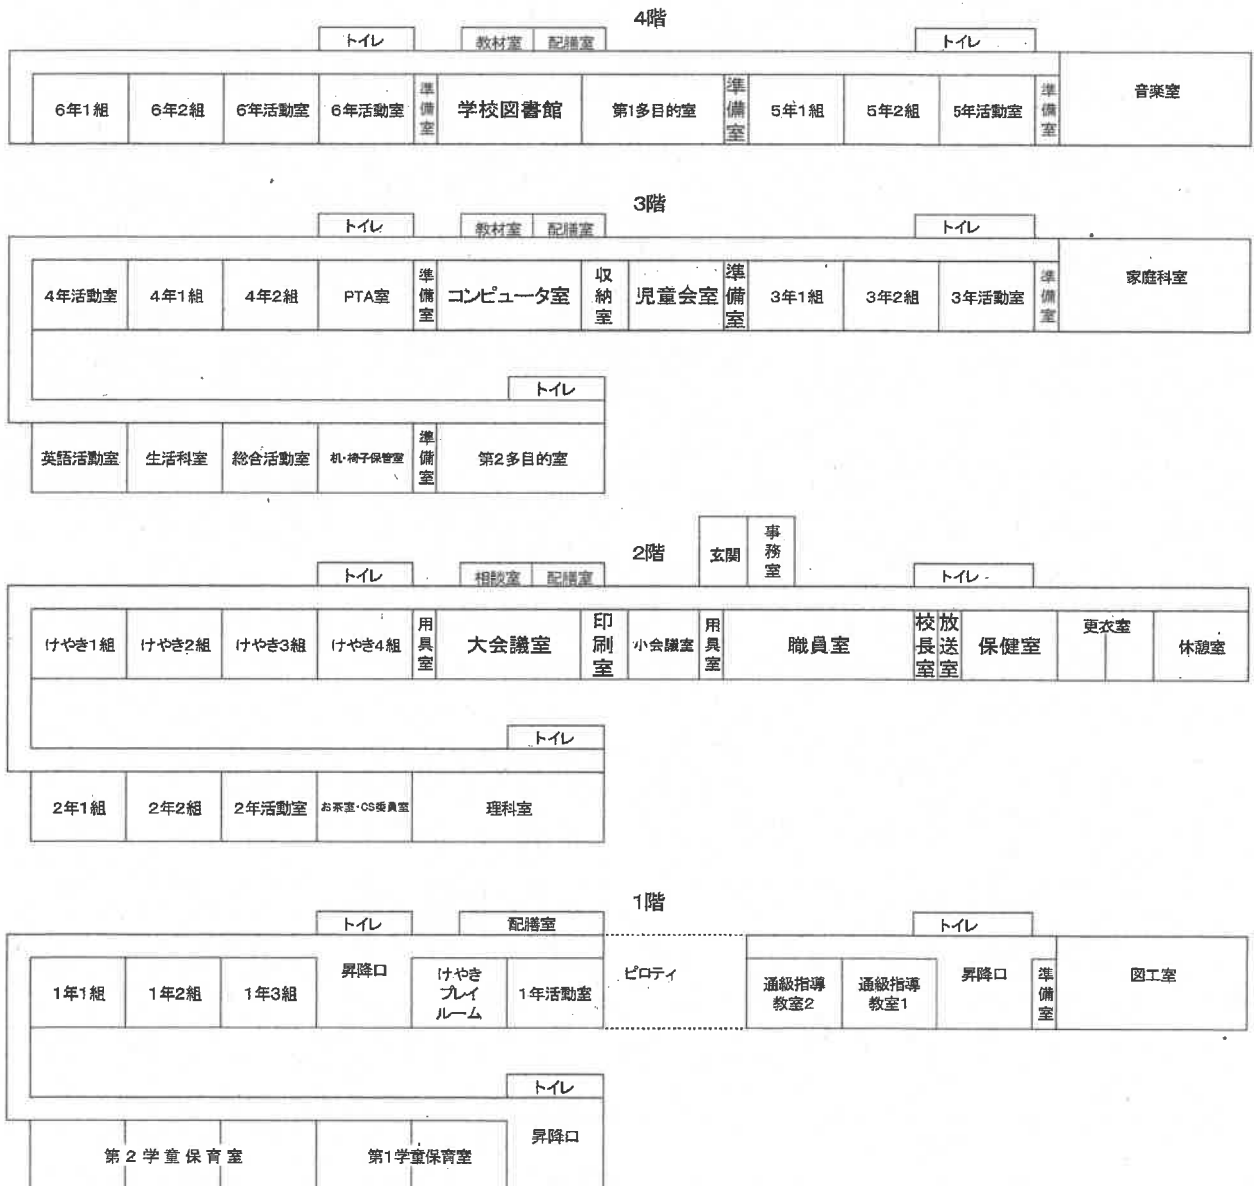 4階
トイレ
教材室 配膳室
トイレ
6年1組 6年2組 6年活動室 6年活動室 準備室 学校図書館 第1多目的室 準備室 5年1組 5年2組 5年活動室 準備室 音楽室
3階
トイレ
教材室 配膳室
トイレ
4年活動室 4年1組 4年2組 PTA室 準備室 コンピュータ室 収納室 児童会室 準備室 3年1組 3年2組 3年活動室 準備室 家庭科室
トイレ
英語活動室 生活科室 総合活動室 机・椅子保管室 準備室 第2多目的室
2階
玄関 事務室
トイレ
相談室 配膳室
トイレ
けやき1組 けやき2組 けやき3組 けやき4組 用具室 大会議室 印刷室 小会議室 用具室 職員室 校長室 放送室 保健室 更衣室 休憩室
トイレ
2年1組 2年2組 2年活動室 お茶室・CS委員室 理科室
1階
トイレ
配膳室
トイレ
1年1組 1年2組 1年3組 昇降口
けやき
プレイ
ルーム
1年活動室
ピロティ
通級指導
教室2
通級指導
教室1
昇降口
準備室
図工室
トイレ
第2学童保育室 第1学童保育室 昇降口